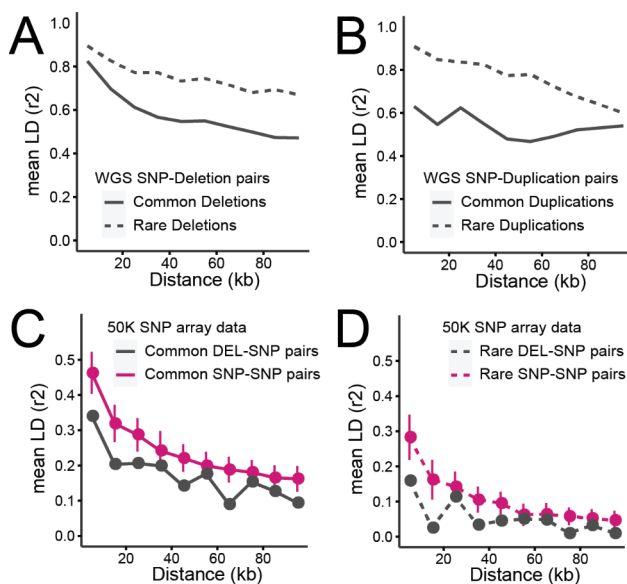 A
1.0
0.8
0.6
0.4
0.2
0.0
mean LD (r2)
WGS SNP-Deletion pairs
Common Deletions
Rare Deletions
20 40 60 80
Distance (kb)
B
1.0
0.8
0.6
0.4
0.2
0.0
mean LD (r2)
WGS SNP-Duplication pairs
Common Duplications
Rare Duplications
20 40 60 80
Distance (kb)
C
50K SNP array data
Common DEL-SNP pairs
Common SNP-SNP pairs
0.5
0.4
0.3
0.2
0.1
0.0
mean LD (r2)
20 40 60 80
Distance (kb)
D
50K SNP array data
Rare DEL-SNP pairs
Rare SNP-SNP pairs
0.5
0.4
0.3
0.2
0.1
0.0
mean LD (r2)
20 40 60 80
Distance (kb)